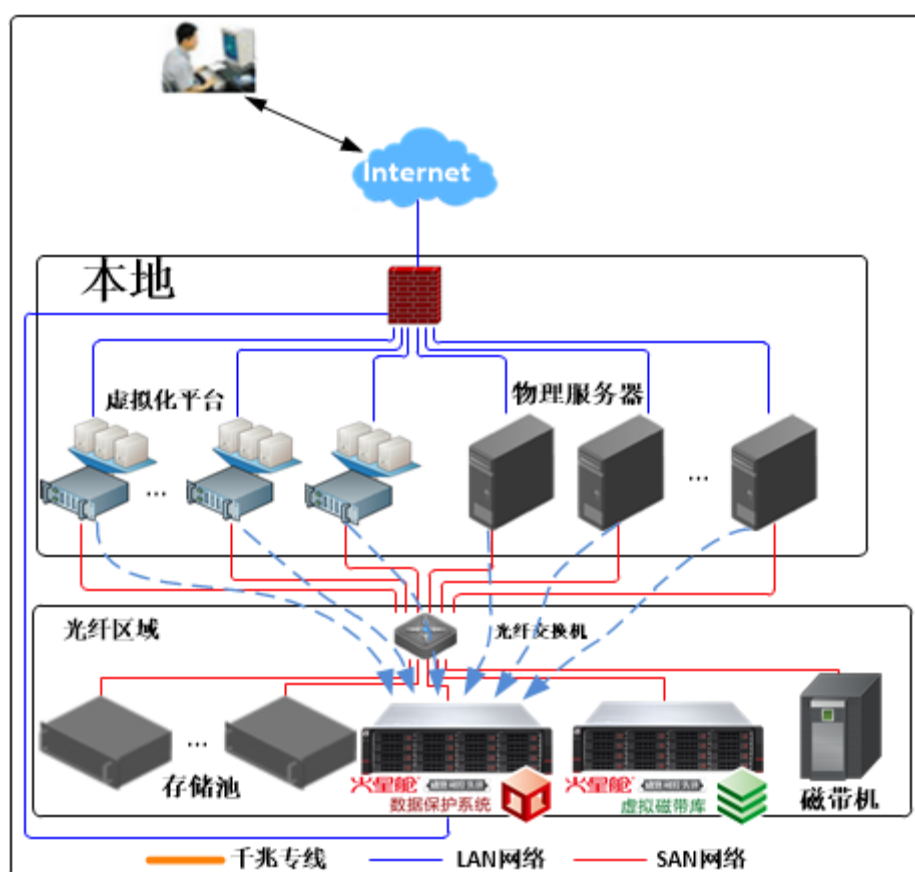 Internet
本地
虚拟化平台
物理服务器
...
...
光纤区域
光纤交换机
...
存储池
火星舱
数据保护系统
火星舱
虚拟磁带库
磁带机
千兆专线
LAN网络
SAN网络